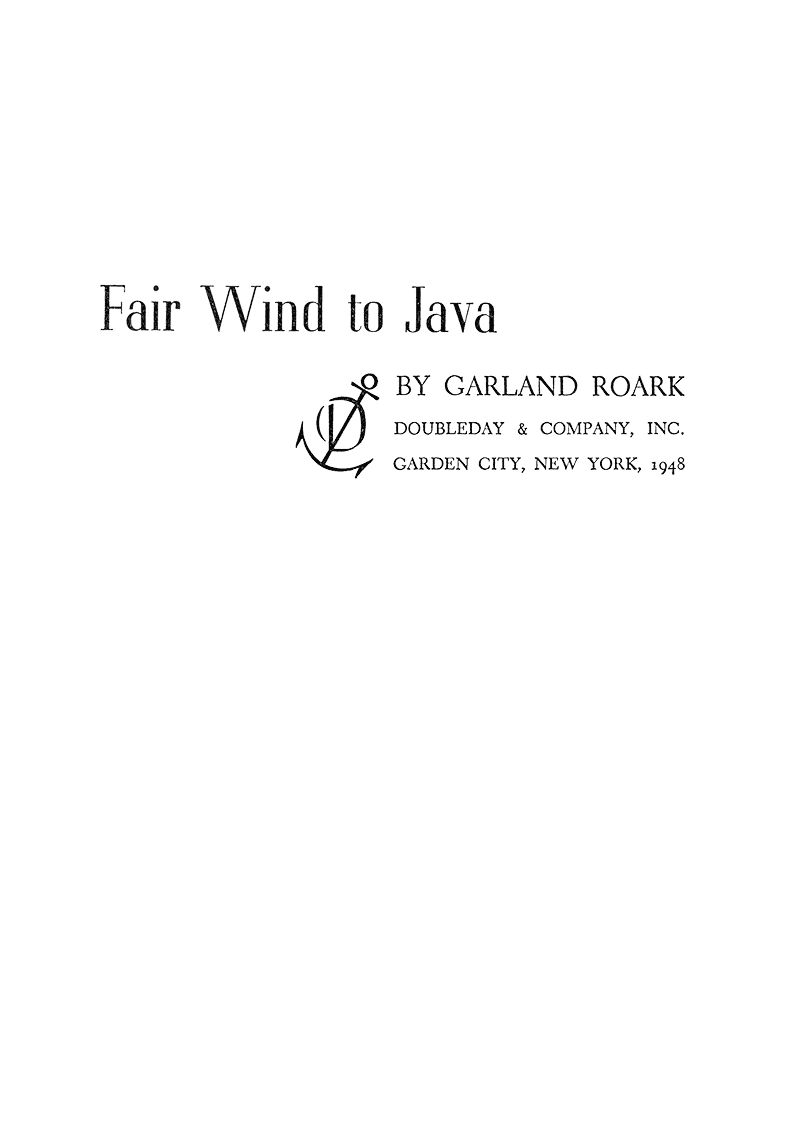 Fair Wind to Java
BY GARLAND ROARK
DOUBLEDAY & COMPANY, INC.
GARDEN CITY, NEW YORK, 1948